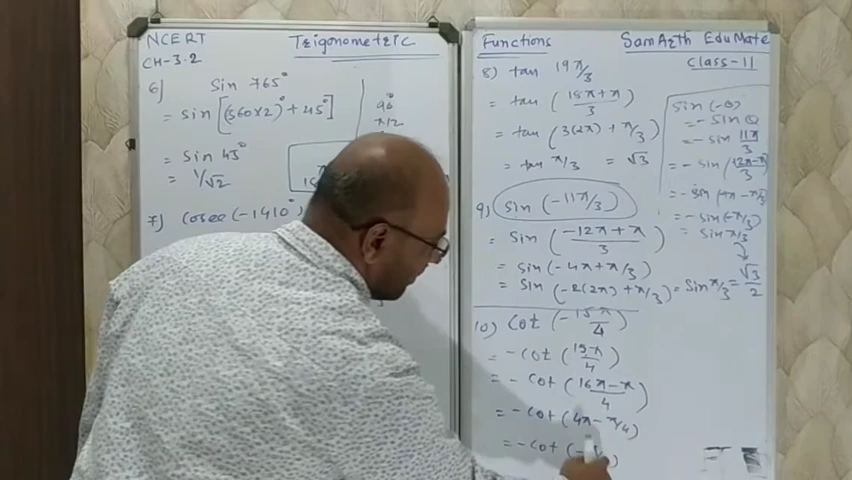 NCERT Trigonometric
CH-3.2
6) Sin 765°
= sin [(360×2)° + 45°]
= sin 45°
= 1/√2
90°
π/2
7) Cosec (-1410°)
Functions SamArth EduMate
Class-11
8) tan 19π/3
= tan (18π+π/3)
= tan (3(2π) + π/3)
= tan π/3 = √3
9) sin (-11π/3)
= sin (-12π+π/3)
= sin (-4π+π/3)
= sin (-2(2π) + π/3) = Sin π/3 = √3/2
sin (-θ)
= - sin θ
= - sin 11π/3
= - sin (12π-π/3)
= - sin (4π - π/3)
= - sin (-π/3)
= sin π/3
10) Cot (-15π/4)
= - cot (15π/4)
= - cot (16π-π/4)
= - cot (4π - π/4)
= - cot (-